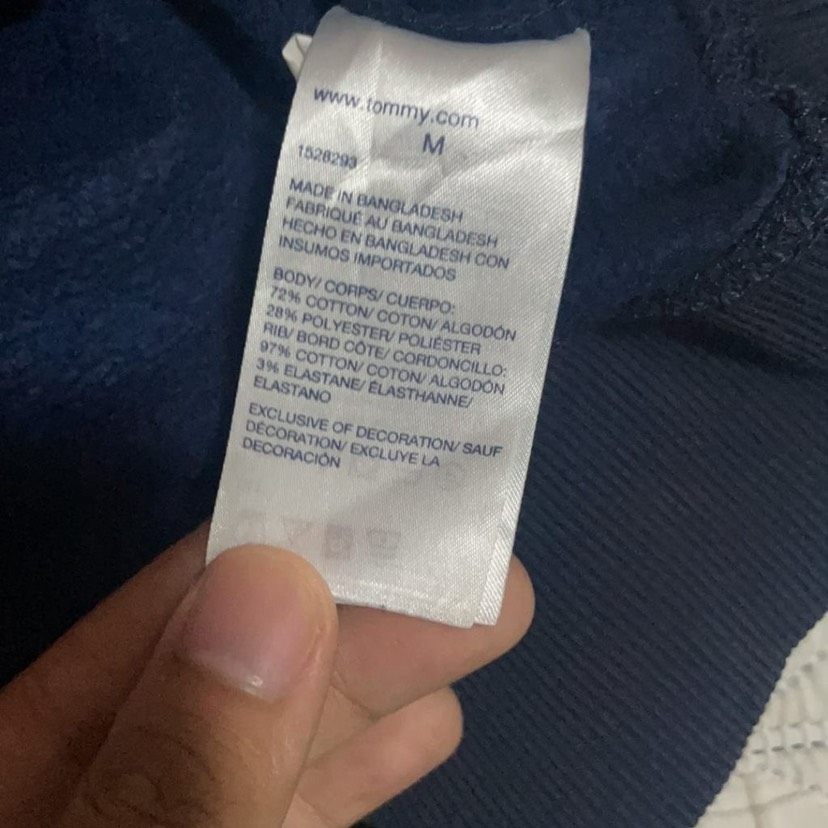 www.tommy.com
M
1528293
MADE IN BANGLADESH
FABRIQUÉ AU BANGLADESH
HECHO EN BANGLADESH CON
INSUMOS IMPORTADOS
BODY/ CORPS/ CUERPO:
72% COTTON/ COTON/ ALGODÓN
28% POLYESTER/ POLIÉSTER
RIB/ BORD CÔTE/ CORDONCILLO:
97% COTTON/ COTON/ ALGODÓN
3% ELASTANE/ ÉLASTHANNE/
ELASTANO
EXCLUSIVE OF DECORATION/ SAUF
DÉCORATION/ EXCLUYE LA
DECORACIÓN